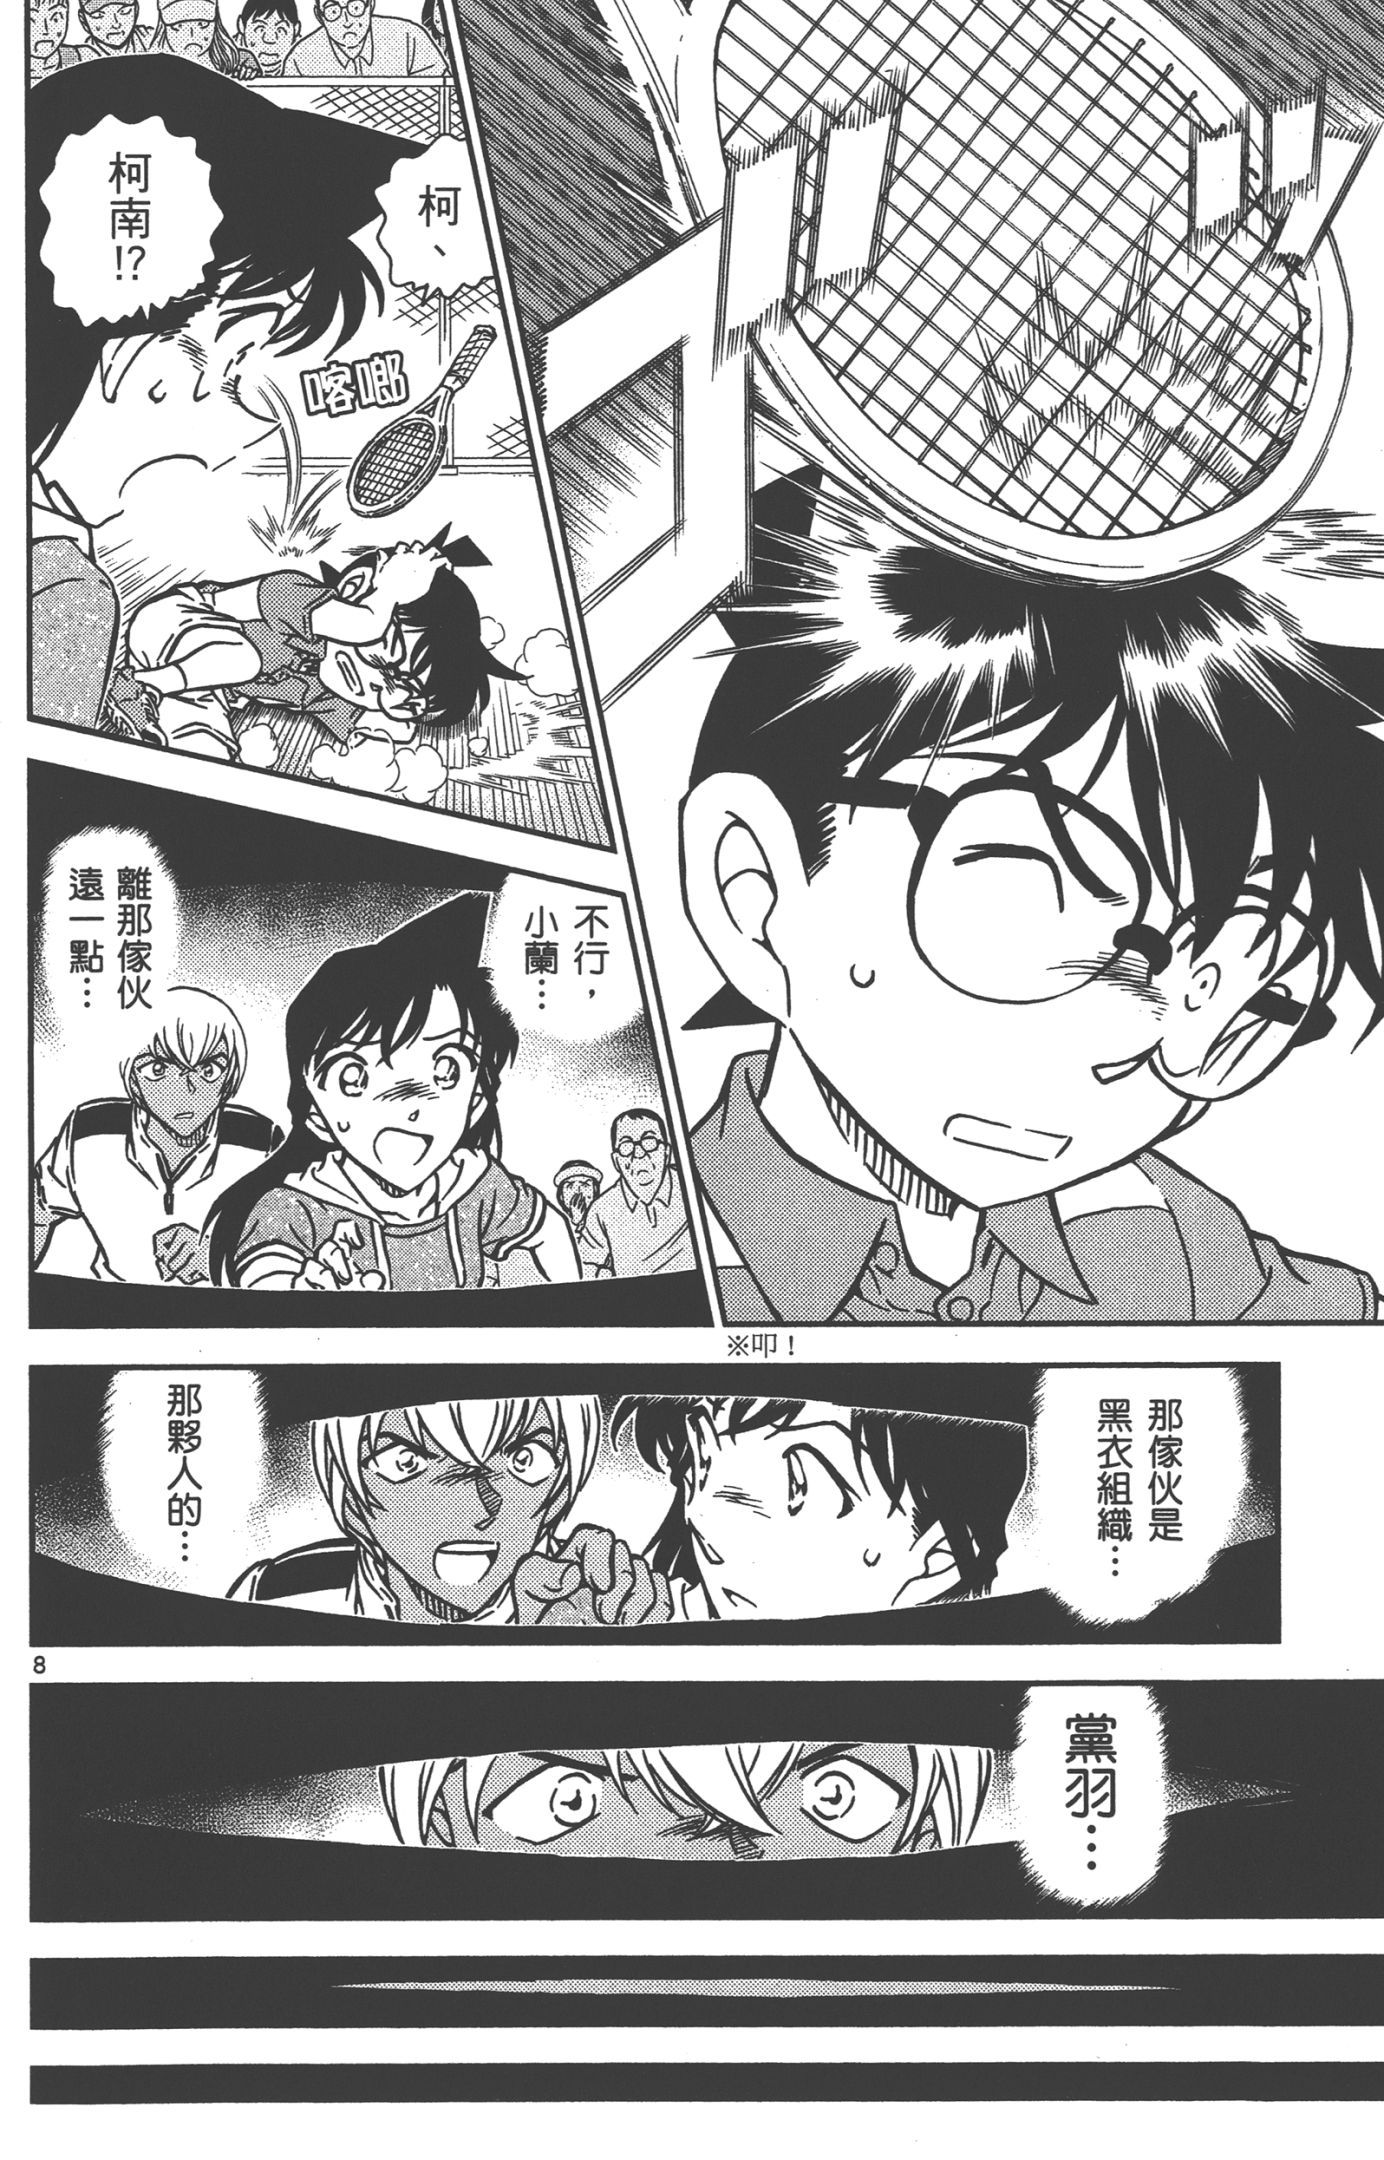 ※叩！
柯、
柯南!?
喀啷
不行，
小蘭…
離那傢伙
遠一點…
那傢伙是
黑衣組織…
那夥人的…
黨羽…
8